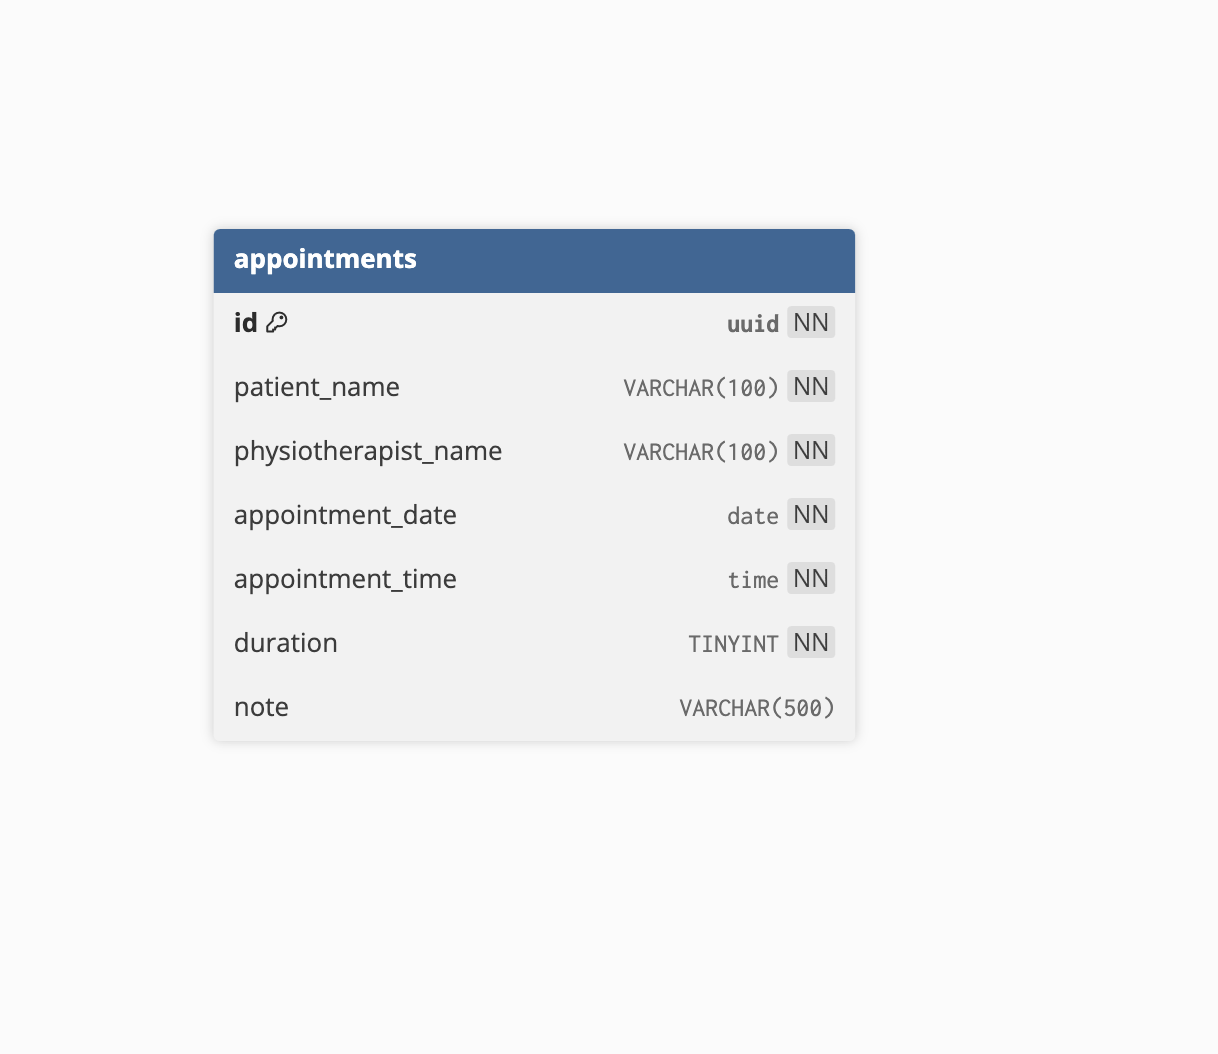 appointments
id uuid NN
patient_name VARCHAR(100) NN
physiotherapist_name VARCHAR(100) NN
appointment_date date NN
appointment_time time NN
duration TINYINT NN
note VARCHAR(500)